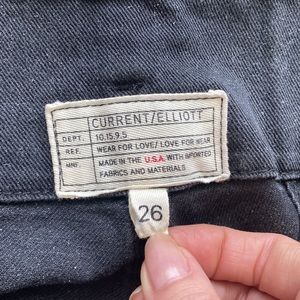 CURRENT/ELLIOTT
DEPT. 10.15.9.5
REF. WEAR FOR LOVE/ LOVE FOR WEAR
MNF. MADE IN THE U.S.A. WITH IMPORTED
FABRICS AND MATERIALS
26